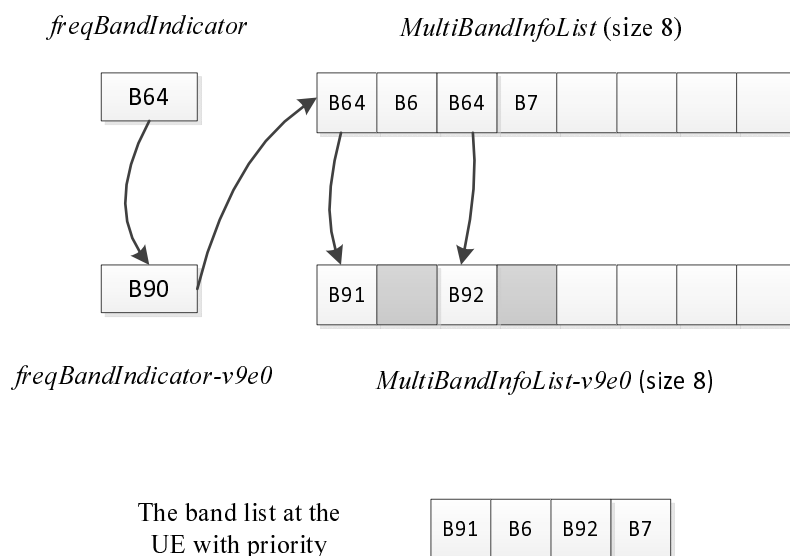 freqBandIndicator
MultiBandInfoList (size 8)
B64
B64 B6 B64 B7
B90
B91 B92
freqBandIndicator-v9e0
MultiBandInfoList-v9e0 (size 8)
The band list at the
UE with priority
B91 B6 B92 B7